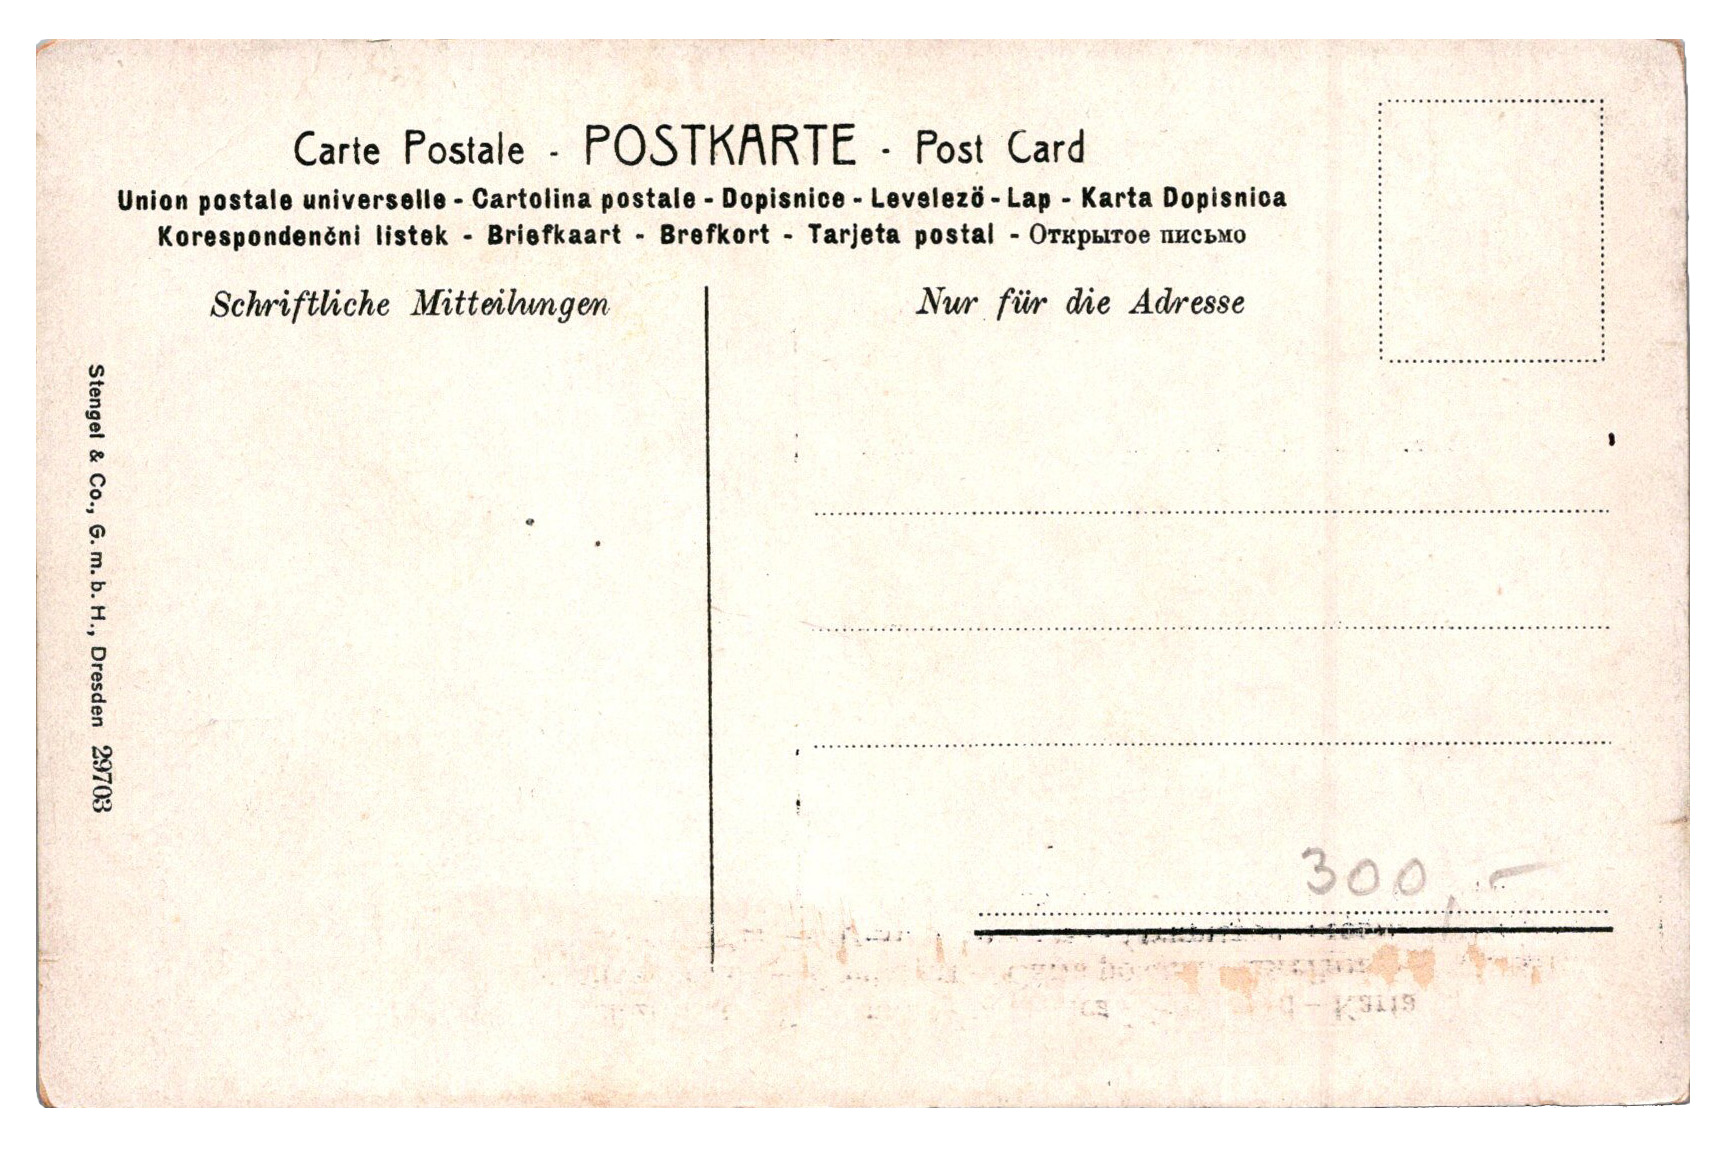 Carte Postale - POSTKARTE - Post Card
Union postale universelle - Cartolina postale - Dopisnice - Levelező - Lap - Karta Dopisnica
Korespondenčni listek - Briefkaart - Brefkort - Tarjeta postal - Открытое письмо
Schriftliche Mitteilungen
Nur für die Adresse
Stengel & Co., G. m. b. H., Dresden 29703
300,-